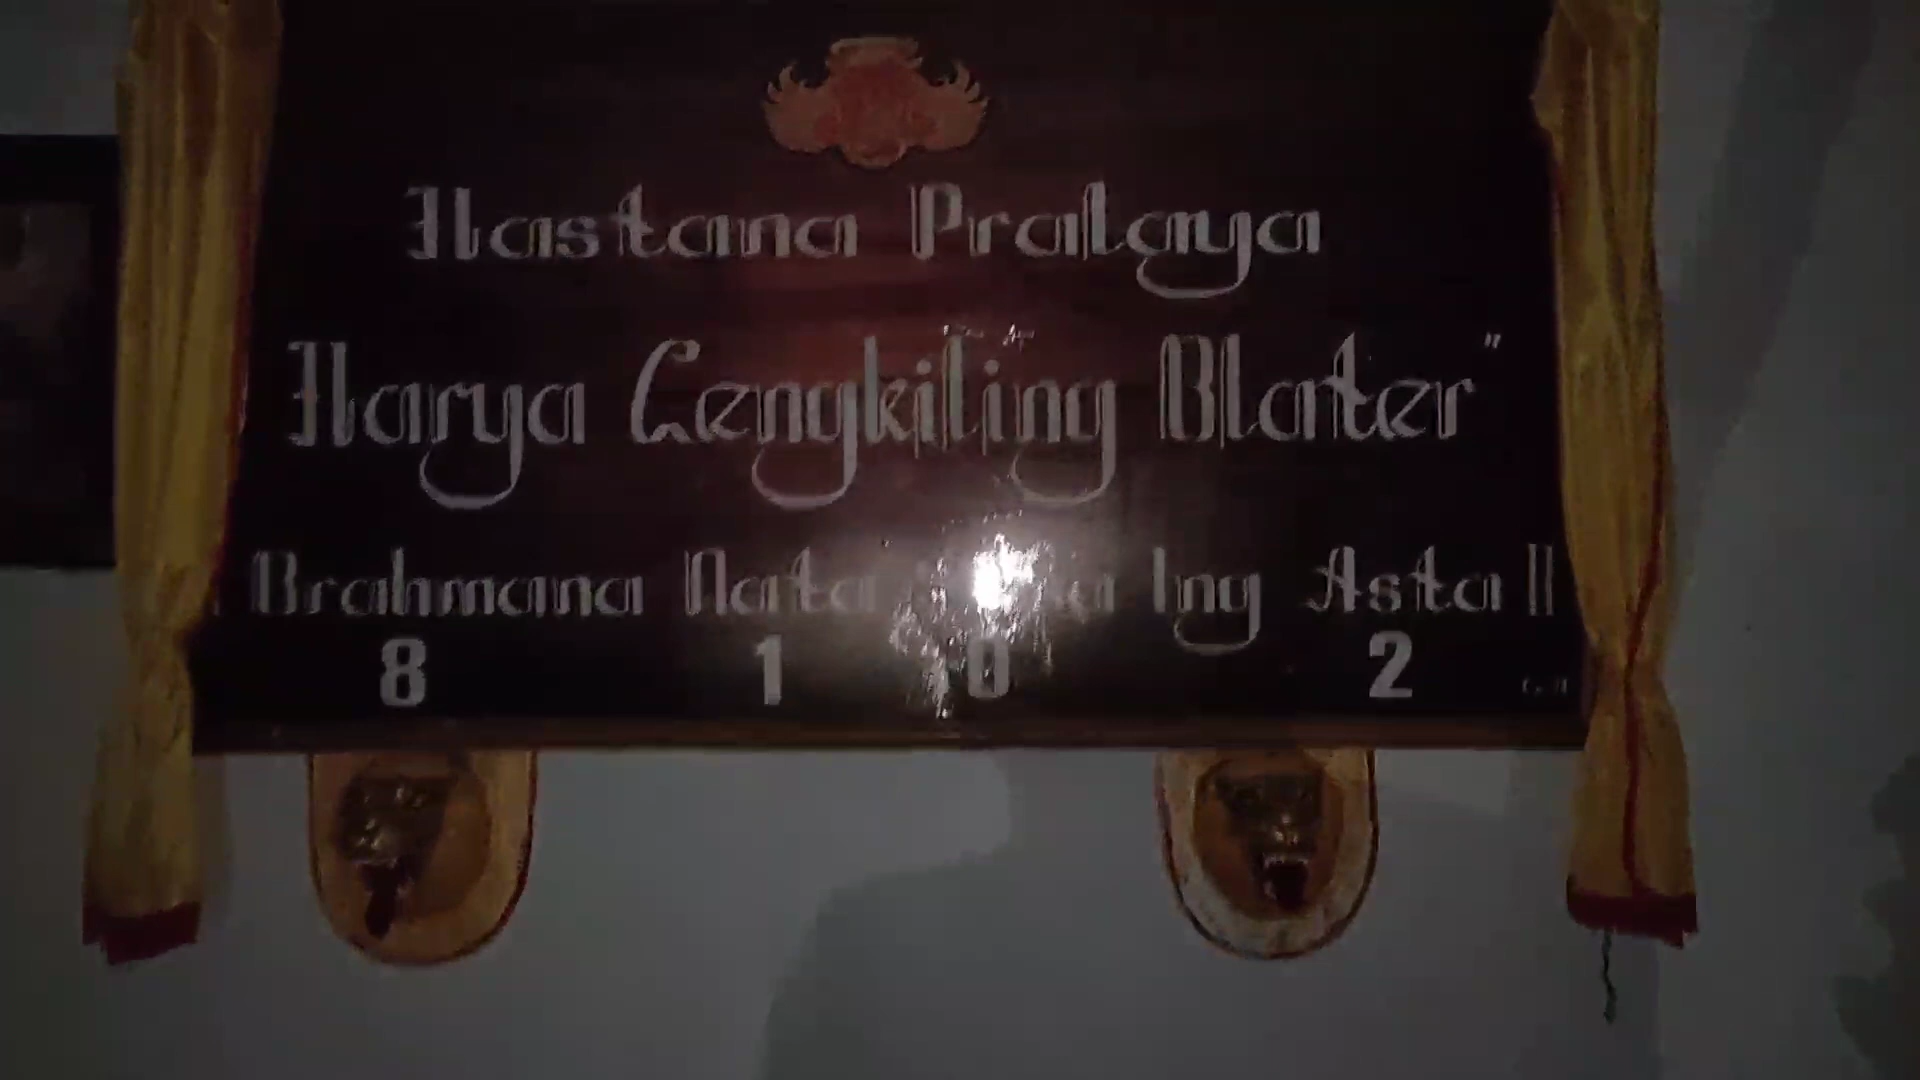 Hastana Pralaya
Harya Cengkiling Blater"
Brahmana Nata Ing Asta II
8 1 0 2